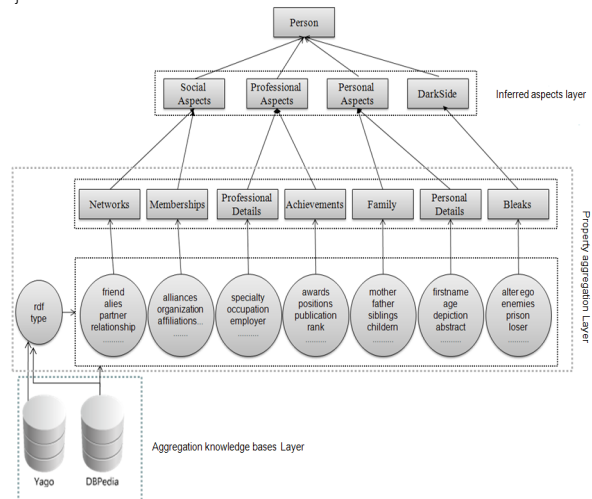 Person
Social
Aspects
Professional
Aspects
Personal
Aspects
DarkSide
Inferred aspects layer
Networks
Memberships
Professional
Details
Achievements
Family
Personal
Details
Bleaks
Property aggregation Layer
rdf
type
friend
alies
partner
relationship
..........
alliances
organization
affiliations...
.......
specialty
occupation
employer
..........
awards
positions
publication
rank
..........
mother
father
siblings
childern
..........
firstname
age
depiction
abstract
..........
alter ego
enemies
prison
loser
..........
Aggregation knowledge bases Layer
Yago
DBPedia